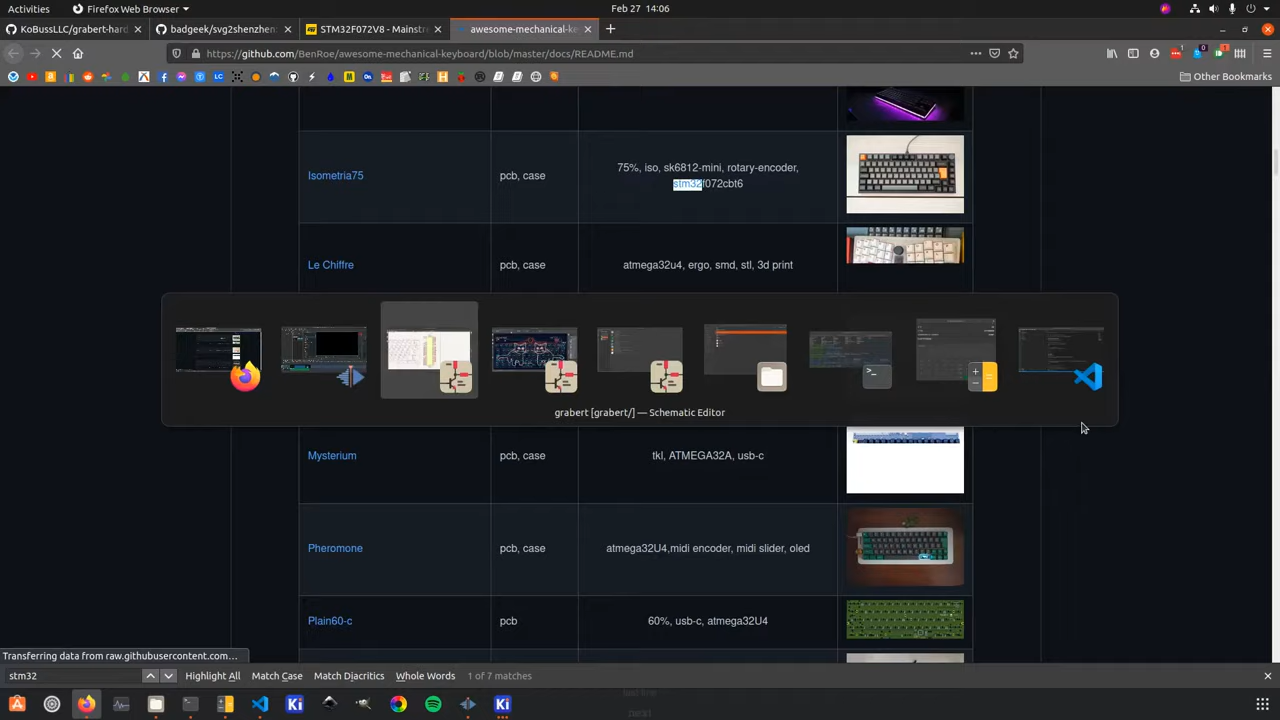 Activities
Firefox Web Browser
Feb 27 14:06
KoBussLLC/grabert-hard
badgeek/svg2shenzhen
STM32F072V8 - Mainstre
awesome-mechanical-ke
https://github.com/BenRoe/awesome-mechanical-keyboard/blob/master/docs/README.md
Other Bookmarks
Isometria75
pcb, case
75%, iso, sk6812-mini, rotary-encoder,
stm32f072cbt6
Le Chiffre
pcb, case
atmega32u4, ergo, smd, stl, 3d print
grabert [grabert/] — Schematic Editor
Mysterium
pcb, case
tkl, ATMEGA32A, usb-c
Pheromone
pcb, case
atmega32U4,midi encoder, midi slider, oled
Plain60-c
pcb
60%, usb-c, atmega32U4
Transferring data from raw.githubusercontent.com...
stm32
Highlight All
Match Case
Match Diacritics
Whole Words
1 of 7 matches